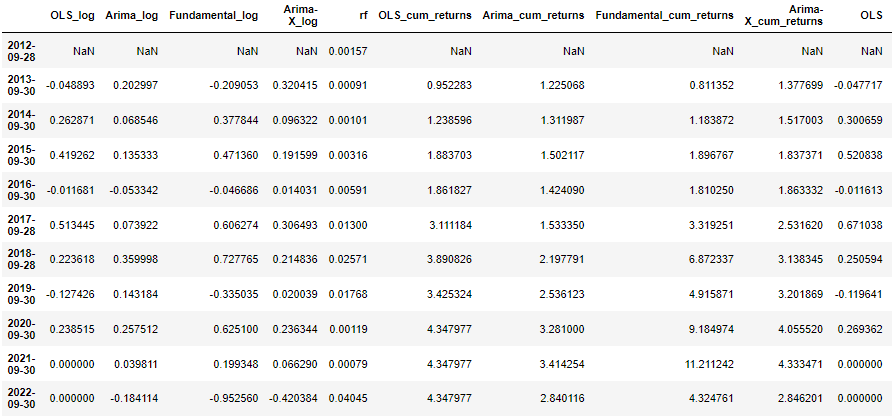 OLS_log Arima_log Fundamental_log Arima-X_log rf OLS_cum_returns Arima_cum_returns Fundamental_cum_returns Arima-X_cum_returns OLS
2012-09-28 NaN NaN NaN NaN 0.00157 NaN NaN NaN NaN NaN
2013-09-30 -0.048893 0.202997 -0.209053 0.320415 0.00091 0.952283 1.225068 0.811352 1.377699 -0.047717
2014-09-30 0.262871 0.068546 0.377844 0.096322 0.00101 1.238596 1.311987 1.183872 1.517003 0.300659
2015-09-30 0.419262 0.135333 0.471360 0.191599 0.00316 1.883703 1.502117 1.896767 1.837371 0.520838
2016-09-30 -0.011681 -0.053342 -0.046686 0.014031 0.00591 1.861827 1.424090 1.810250 1.863332 -0.011613
2017-09-28 0.513445 0.073922 0.606274 0.306493 0.01300 3.111184 1.533350 3.319251 2.531620 0.671038
2018-09-28 0.223618 0.359998 0.727765 0.214836 0.02571 3.890826 2.197791 6.872337 3.138345 0.250594
2019-09-30 -0.127426 0.143184 -0.335035 0.020039 0.01768 3.425324 2.536123 4.915871 3.201869 -0.119641
2020-09-30 0.238515 0.257512 0.625100 0.236344 0.00119 4.347977 3.281000 9.184974 4.055520 0.269362
2021-09-30 0.000000 0.039811 0.199348 0.066290 0.00079 4.347977 3.414254 11.211242 4.333471 0.000000
2022-09-30 0.000000 -0.184114 -0.952560 -0.420384 0.04045 4.347977 2.840116 4.324761 2.846201 0.000000